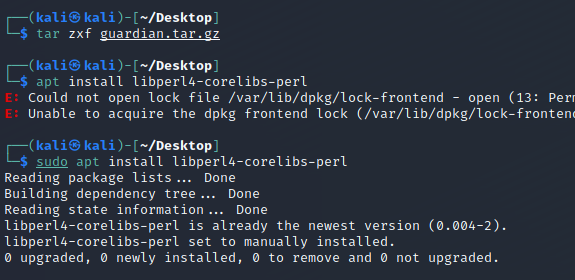 ┌──(kali㉿kali)-[~/Desktop]
└─$ tar zxf guardian.tar.gz
┌──(kali㉿kali)-[~/Desktop]
└─$ apt install libperl4-corelibs-perl
E: Could not open lock file /var/lib/dpkg/lock-frontend - open (13: Perm
E: Unable to acquire the dpkg frontend lock (/var/lib/dpkg/lock-frontend
┌──(kali㉿kali)-[~/Desktop]
└─$ sudo apt install libperl4-corelibs-perl
Reading package lists... Done
Building dependency tree... Done
Reading state information... Done
libperl4-corelibs-perl is already the newest version (0.004-2).
libperl4-corelibs-perl set to manually installed.
0 upgraded, 0 newly installed, 0 to remove and 0 not upgraded.